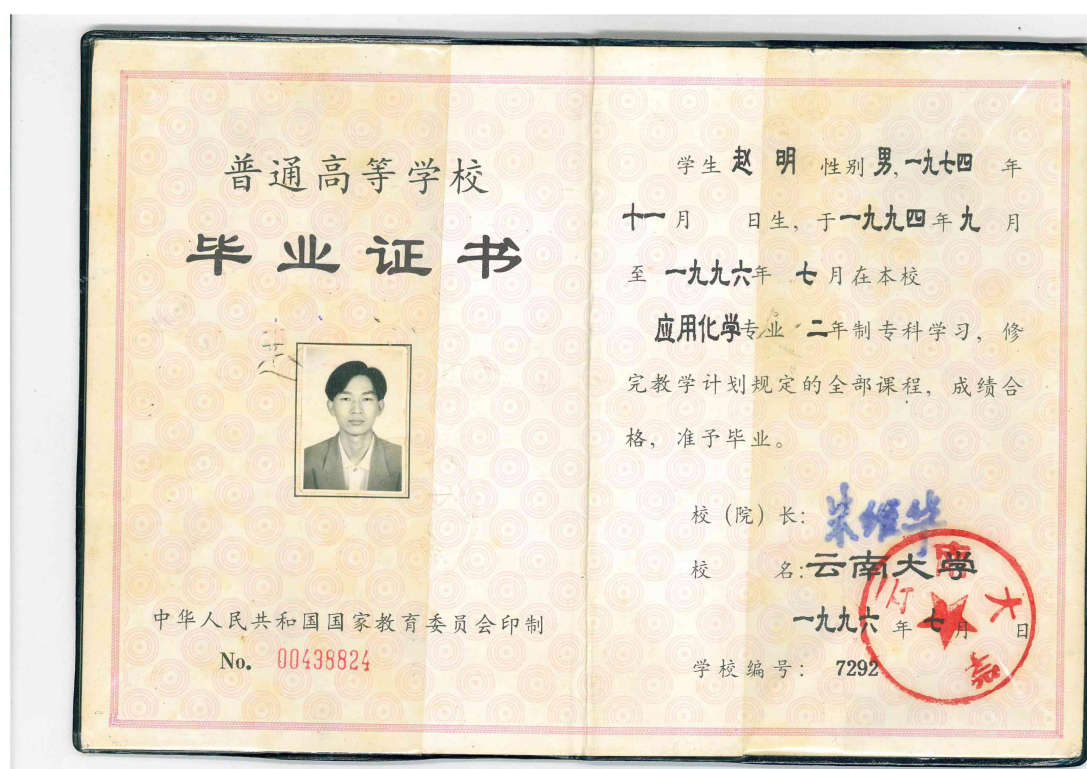 普通高等学校
毕业证书
中华人民共和国国家教育委员会印制
No. 00438824
学生 赵 明 性别 男,一九七四 年
十一月 日生, 于一九九四年九 月
至 一九九六年 七月在本校
应用化学专业 二年制专科学习, 修
完教学计划规定的全部课程, 成绩合
格, 准予毕业。
校(院)长: 朱维华
校 名:云南大学
一九九六 年 七月 日
学校编号: 7292